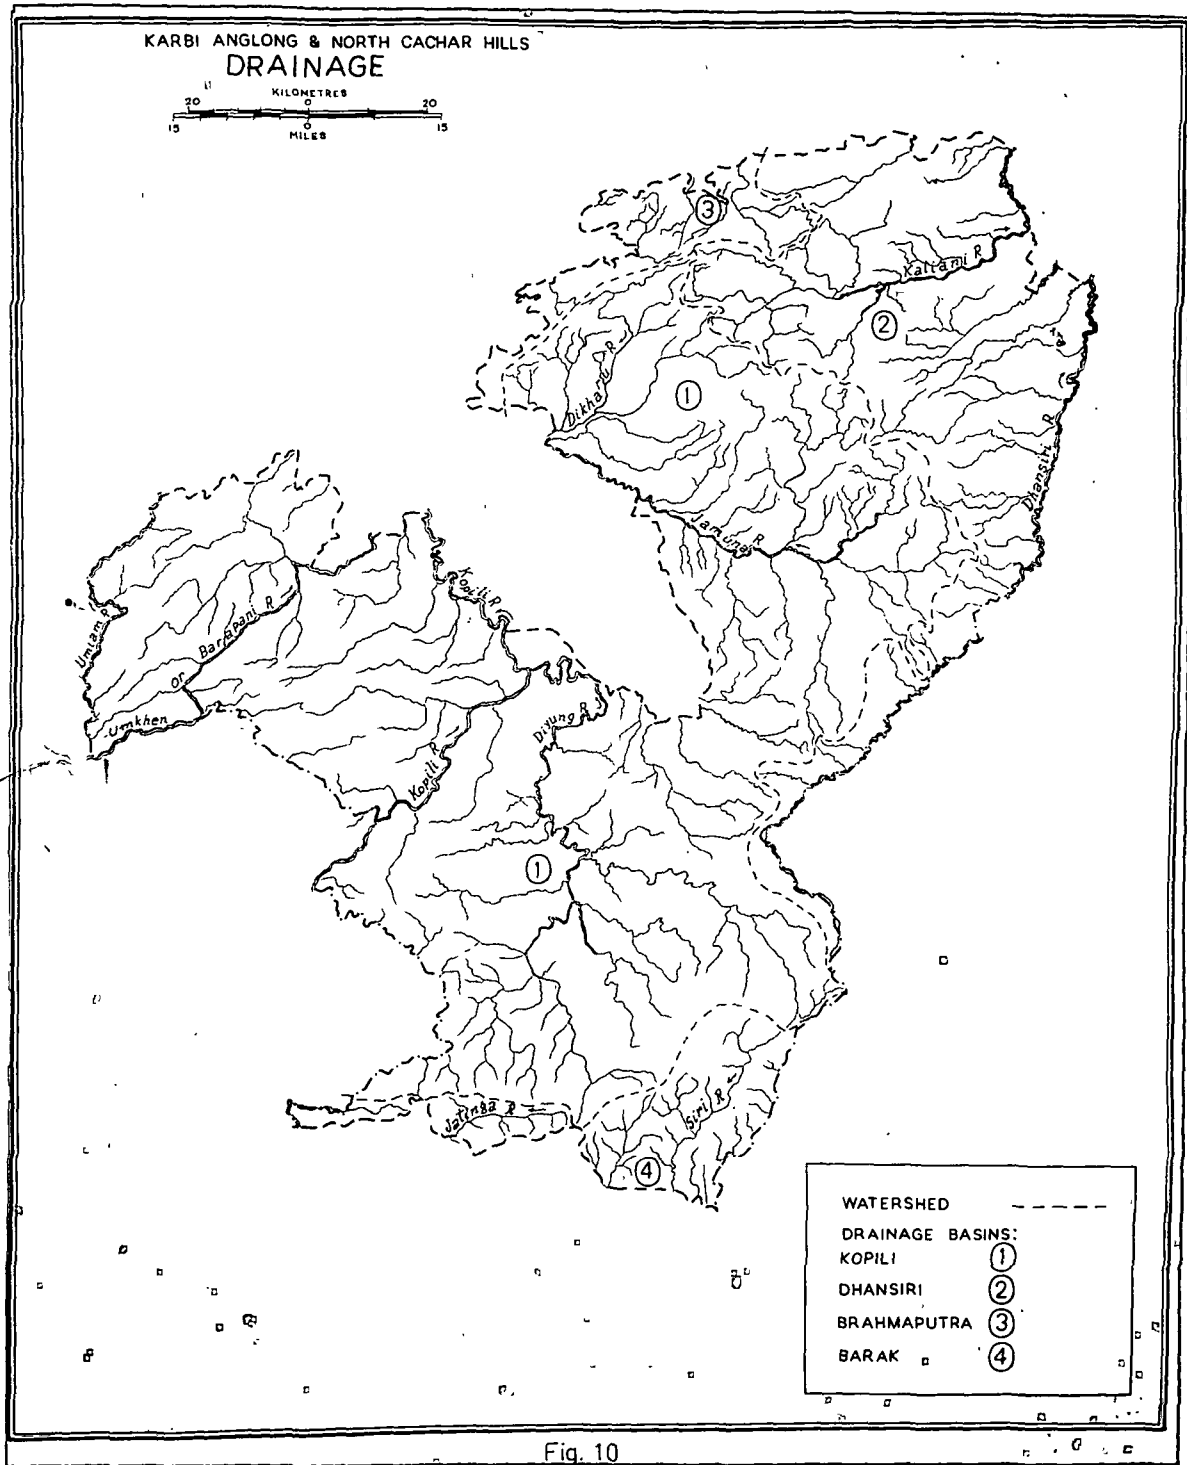 KARBI ANGLONG & NORTH CACHAR HILLS
DRAINAGE
KILOMETRES
20 0 20
15 0 15
MILES
3
Kaliani R
2
1
Dikharu R
Dhansiri R
Jamuna R
Kopili R
Umiam R
Barapani R
or
Umkhen
Diyung R
Kopili R
1
Jatinga R
Siri R
4
WATERSHED
DRAINAGE BASINS:
KOPILI 1
DHANSIRI 2
BRAHMAPUTRA 3
BARAK 4
Fig. 10